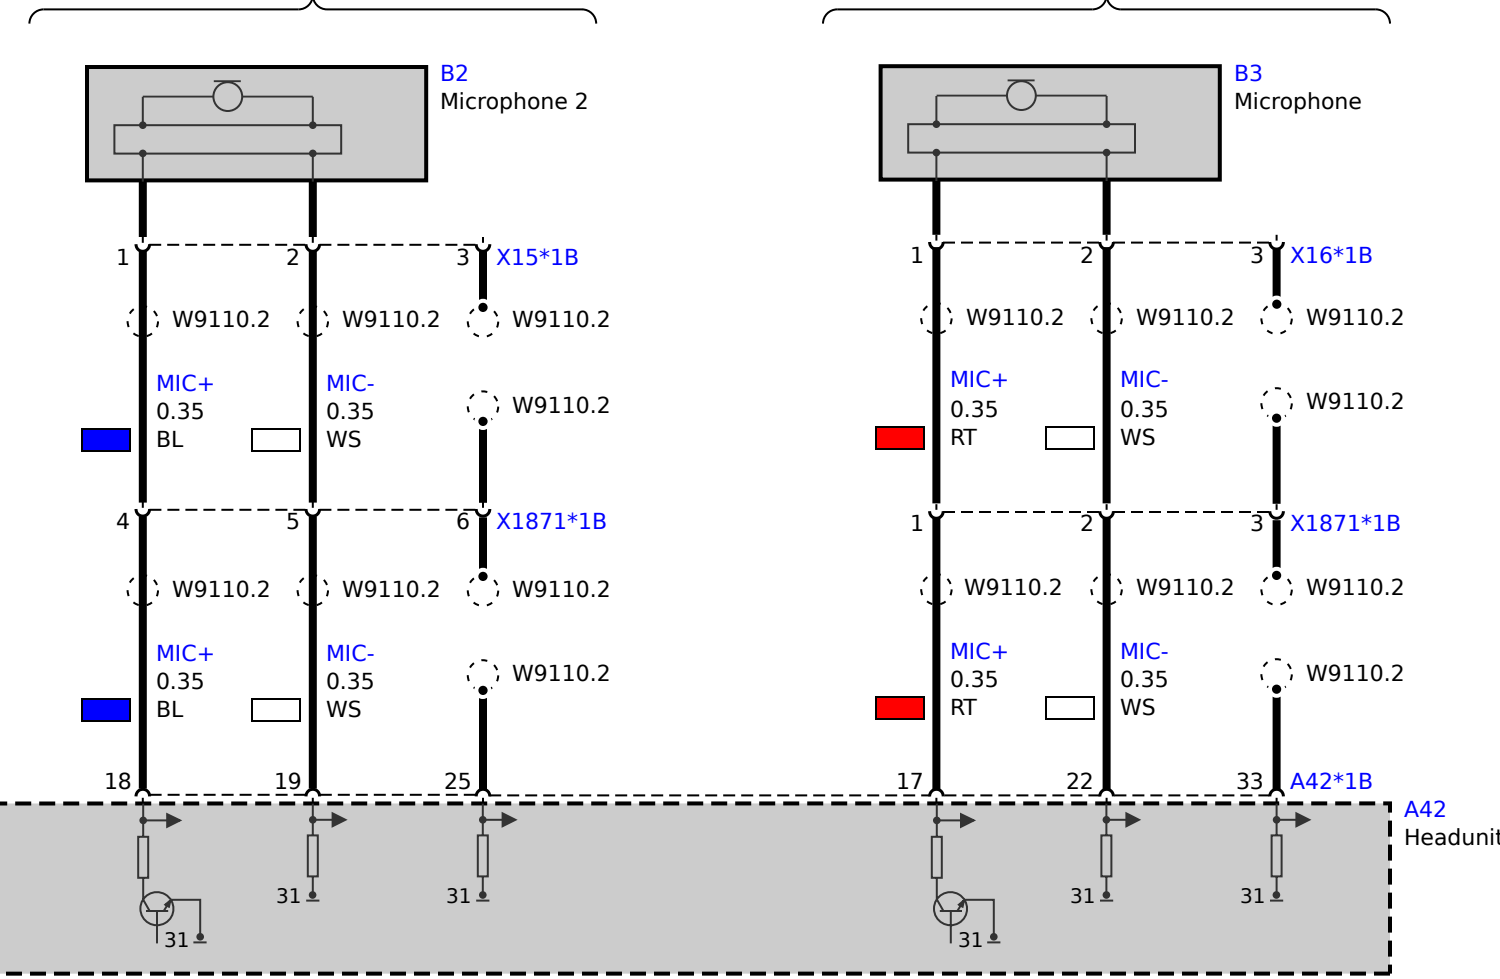 B2
Microphone 2
B3
Microphone
1 2 3 X15*1B
1 2 3 X16*1B
W9110.2 W9110.2 W9110.2
W9110.2 W9110.2 W9110.2
MIC+ MIC- W9110.2
0.35 0.35
BL WS
MIC+ MIC- W9110.2
0.35 0.35
RT WS
4 5 6 X1871*1B
1 2 3 X1871*1B
W9110.2 W9110.2 W9110.2
W9110.2 W9110.2 W9110.2
MIC+ MIC- W9110.2
0.35 0.35
BL WS
MIC+ MIC- W9110.2
0.35 0.35
RT WS
18 19 25
17 22 33 A42*1B
A42
Headunit
31 31
31
31 31
31